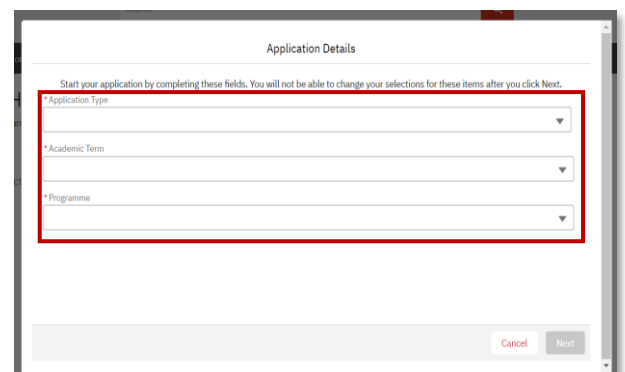 Application Details
Start your application by completing these fields. You will not be able to change your selections for these items after you click Next.
* Application Type
* Academic Term
* Programme
Cancel
Next